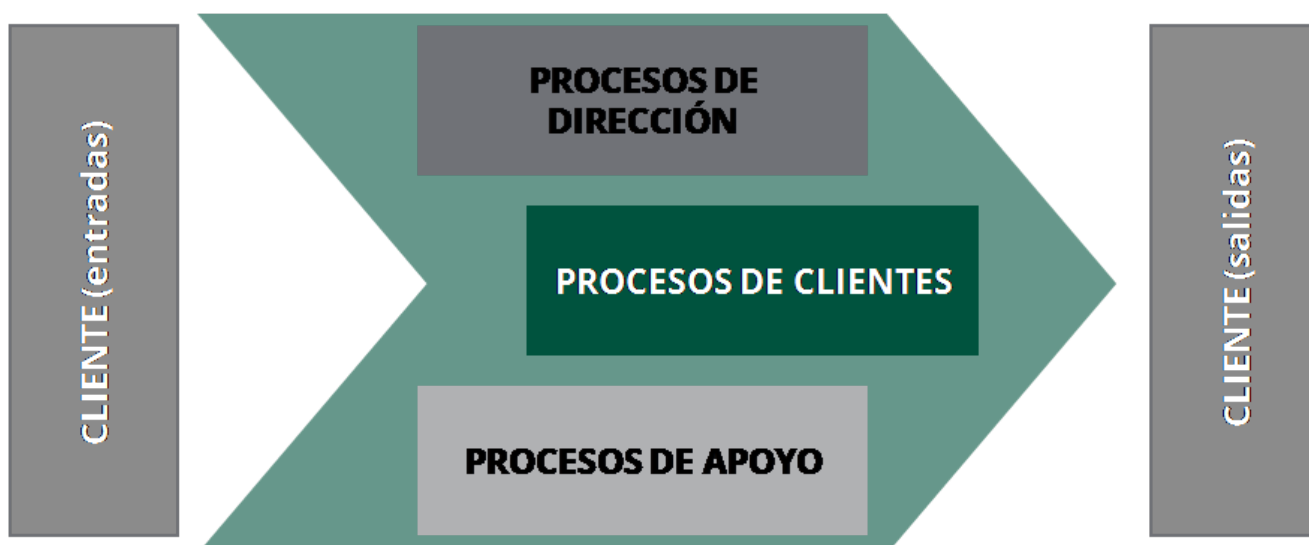 CLIENTE (entradas)
PROCESOS DE
DIRECCIÓN
PROCESOS DE CLIENTES
PROCESOS DE APOYO
CLIENTE (salidas)